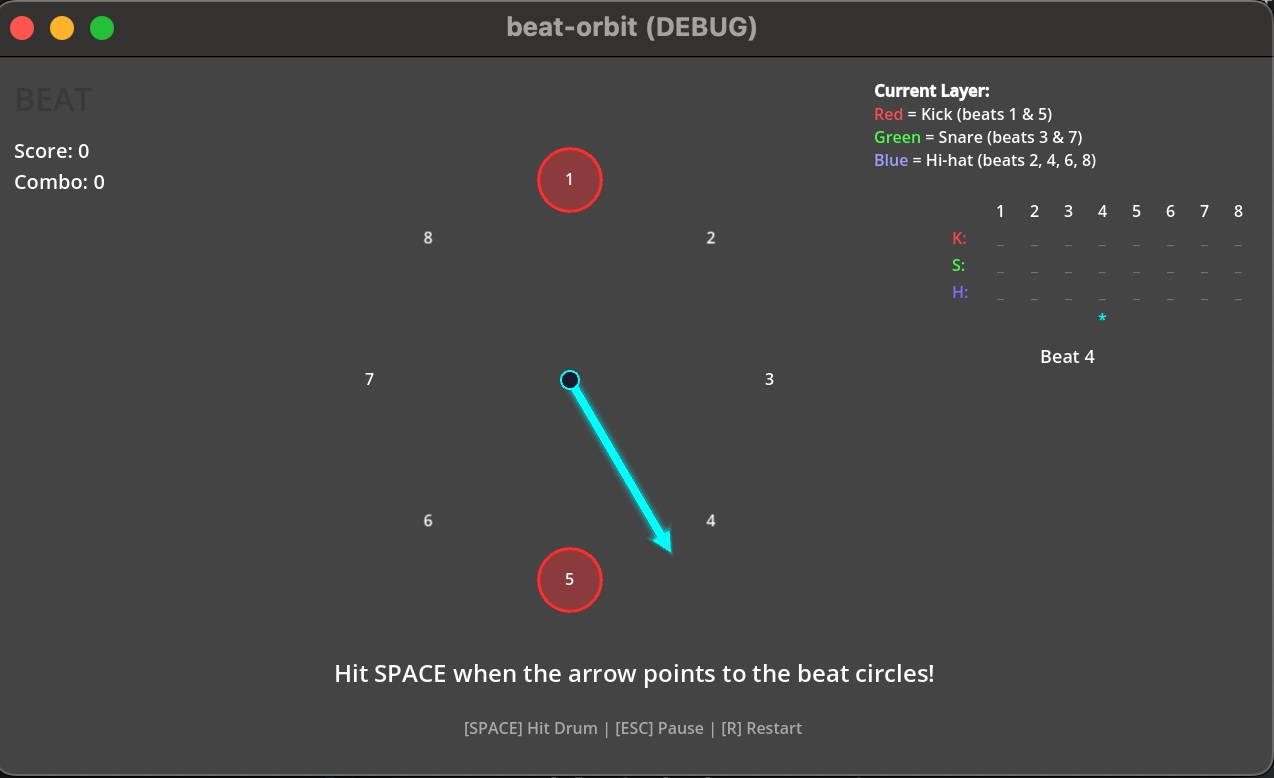 beat-orbit (DEBUG)
BEAT
Score: 0
Combo: 0
Current Layer:
Red = Kick (beats 1 & 5)
Green = Snare (beats 3 & 7)
Blue = Hi-hat (beats 2, 4, 6, 8)
1 2 3 4 5 6 7 8
K: _ _ _ _ _ _ _ _
S: _ _ _ _ _ _ _ _
H: _ _ _ _ _ _ _ _
*
Beat 4
1
8 2
7 3
6 4
5
Hit SPACE when the arrow points to the beat circles!
[SPACE] Hit Drum | [ESC] Pause | [R] Restart